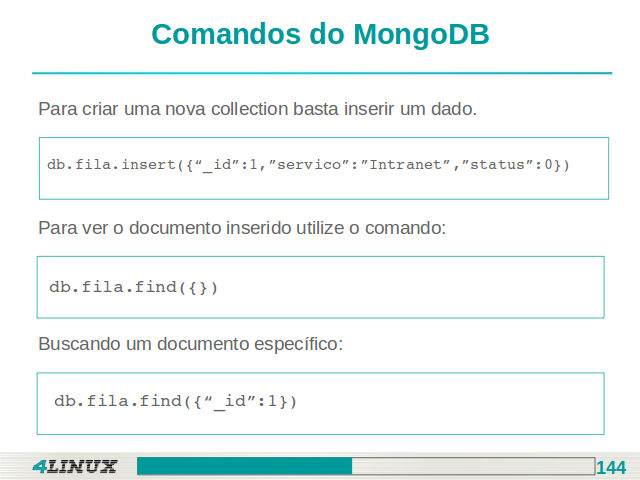 Comandos do MongoDB
Para criar uma nova collection basta inserir um dado.
db.fila.insert({“_id”:1,”servico”:”Intranet”,”status”:0})
Para ver o documento inserido utilize o comando:
db.fila.find({})
Buscando um documento específico:
db.fila.find({“_id”:1})
4LINUX
144